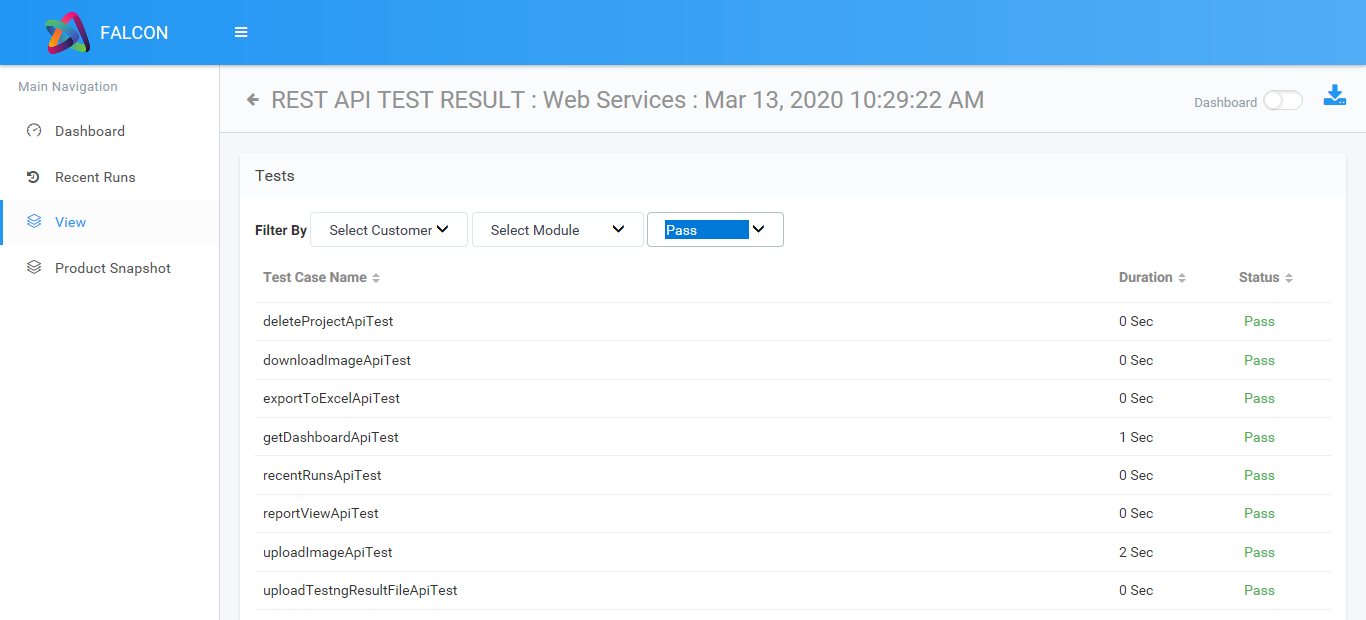 FALCON
Main Navigation
Dashboard
Recent Runs
View
Product Snapshot
REST API TEST RESULT : Web Services : Mar 13, 2020 10:29:22 AM
Dashboard
Tests
Filter By Select Customer Select Module Pass
Test Case Name Duration Status
deleteProjectApiTest 0 Sec Pass
downloadImageApiTest 0 Sec Pass
exportToExcelApiTest 0 Sec Pass
getDashboardApiTest 1 Sec Pass
recentRunsApiTest 0 Sec Pass
reportViewApiTest 0 Sec Pass
uploadImageApiTest 2 Sec Pass
uploadTestngResultFileApiTest 0 Sec Pass